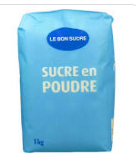 LE BON SUCRE
SUCRE en
POUDRE
1kg